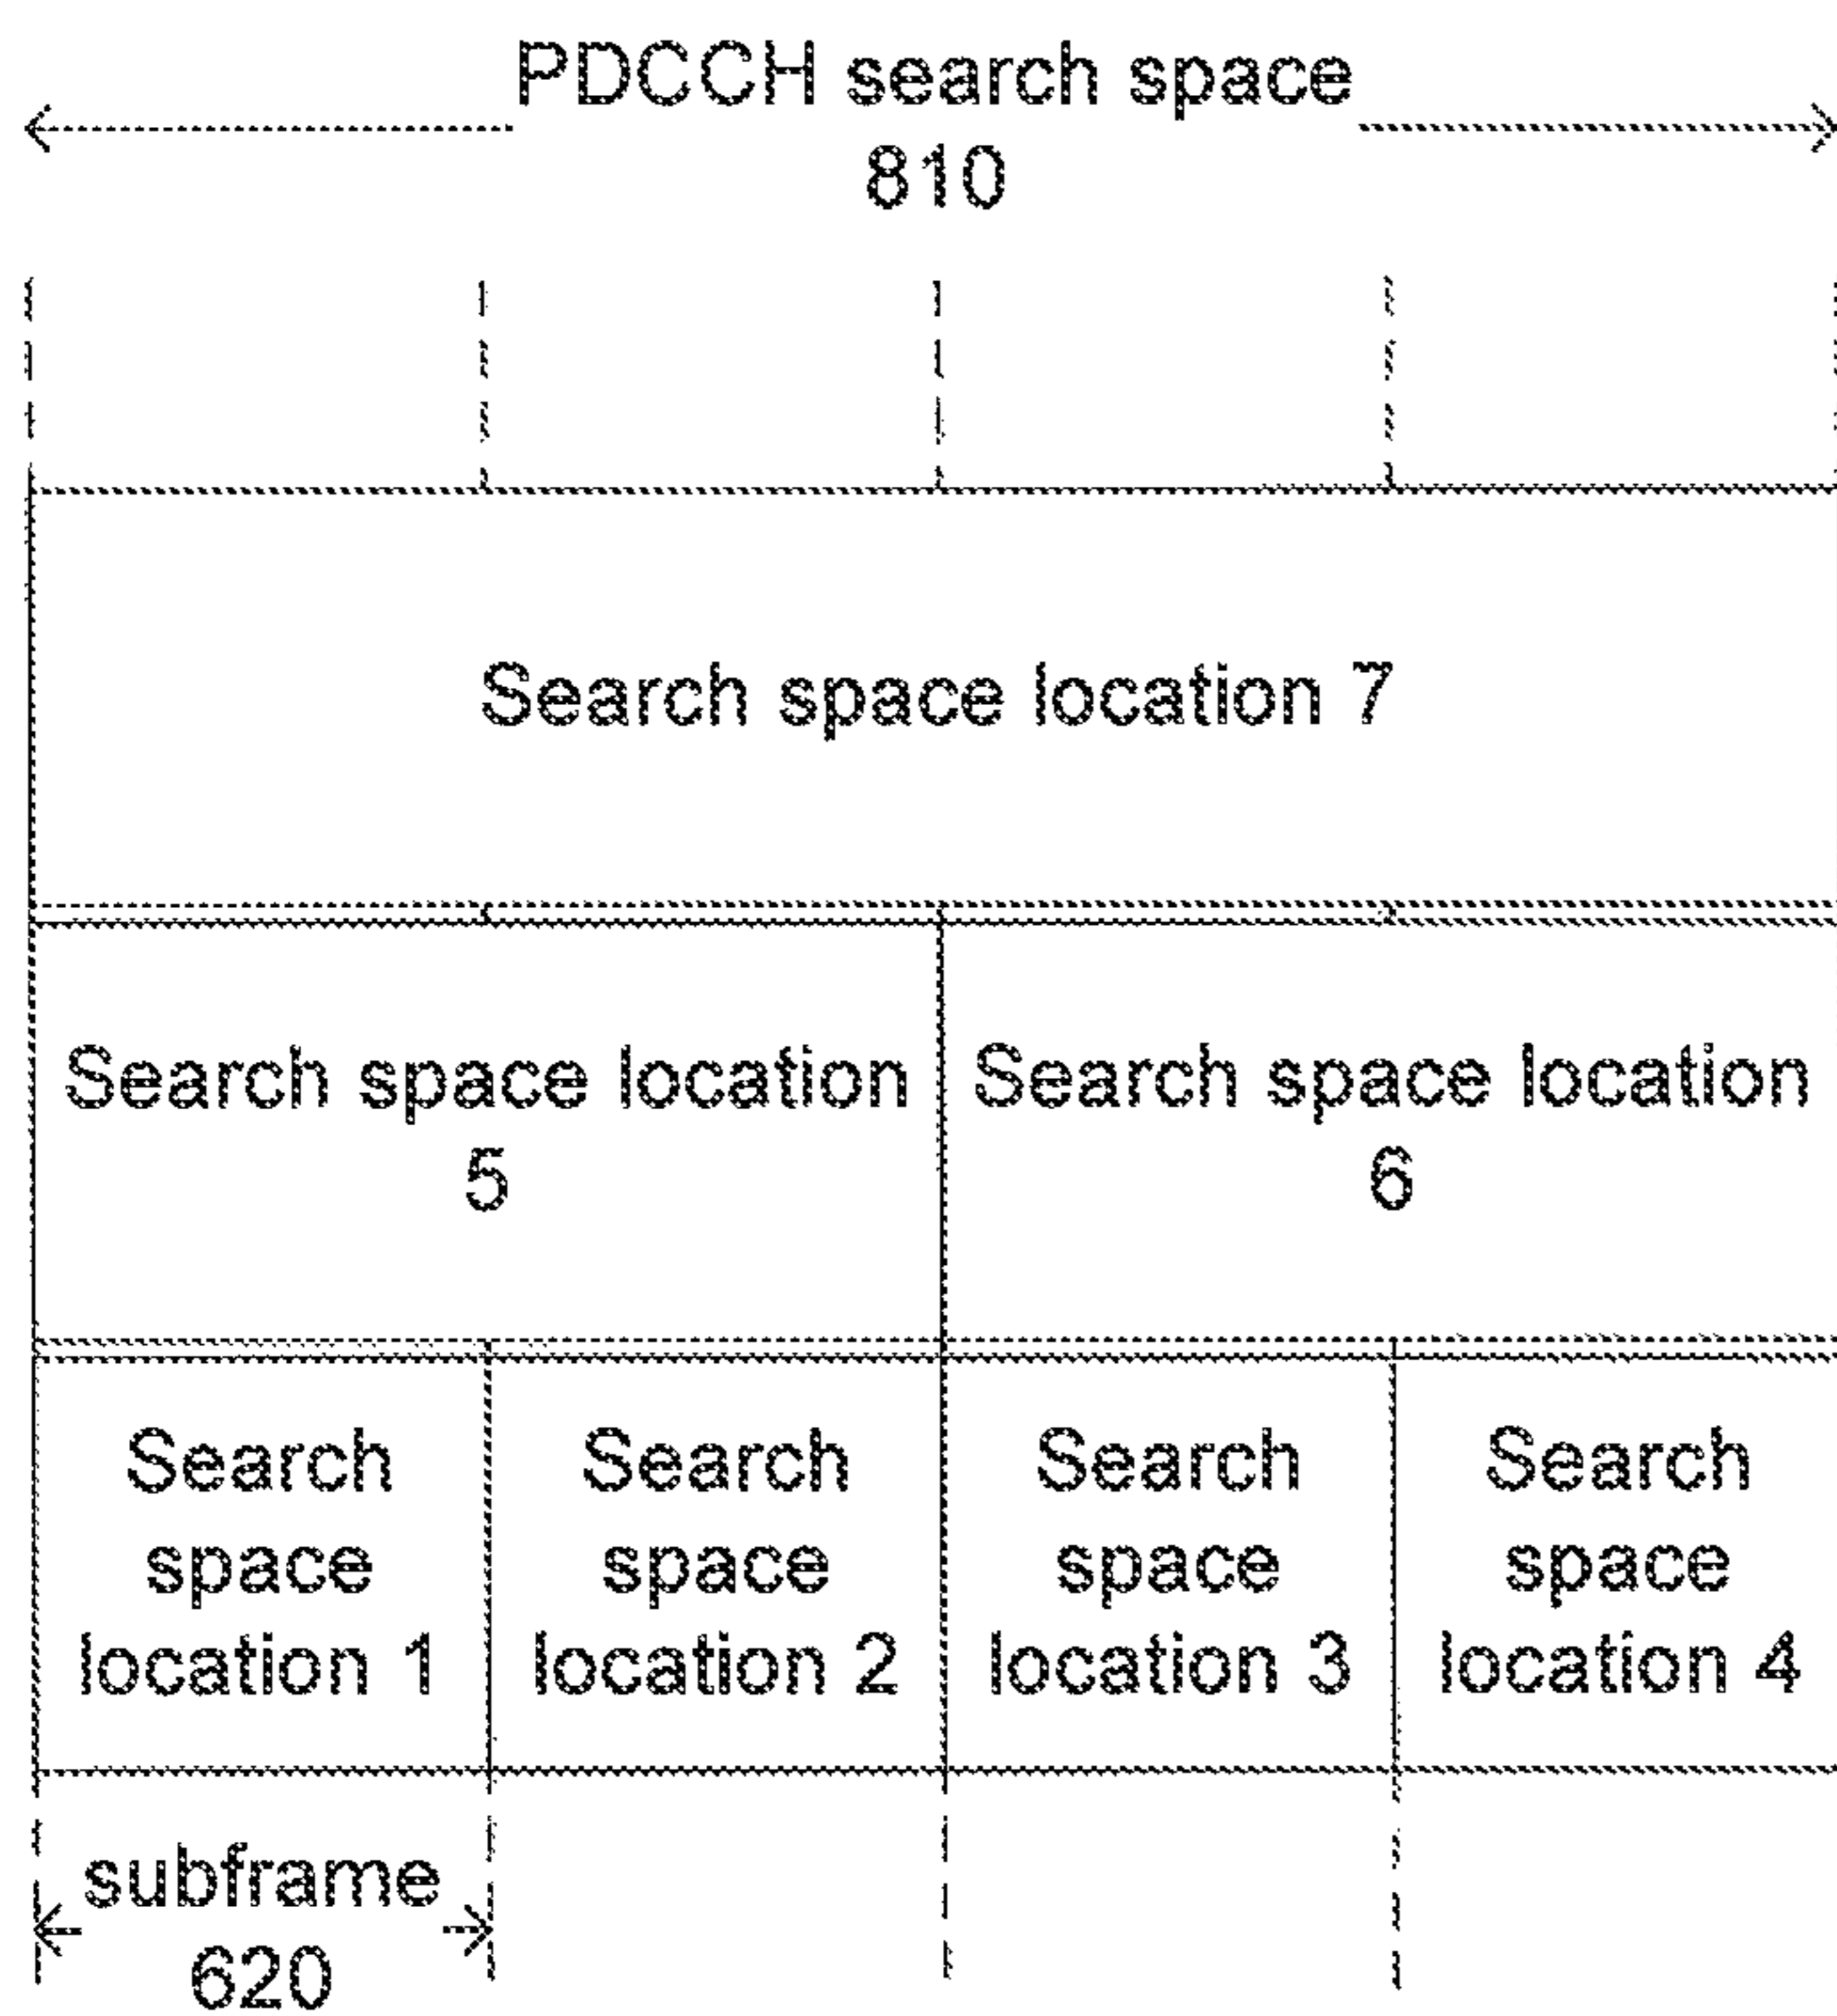 PDCCH search space
810
Search space location 7
Search space location
5
Search space location
6
Search
space
location 1
Search
space
location 2
Search
space
location 3
Search
space
location 4
subframe
620